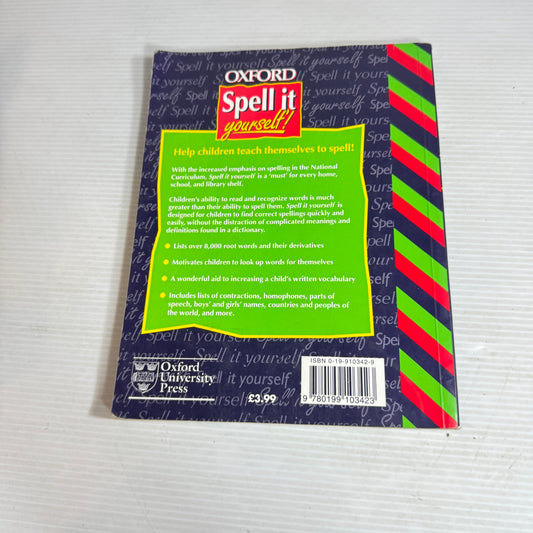 OXFORD
Spell it
yourself!
Help children teach themselves to spell!
With the increased emphasis on spelling in the National
Curriculum, Spell it yourself is a 'must' for every home,
school, and library shelf.
Children's ability to read and recognize words is much
greater than their ability to spell them. Spell it yourself is
designed for children to find correct spellings quickly and
easily, without the distraction of complicated meanings and
definitions found in a dictionary.
Lists over 8,000 root words and their derivatives
Motivates children to look up words for themselves
A wonderful aid to increasing a child's written vocabulary
Includes lists of contractions, homophones, parts of
speech, boys' and girls' names, countries and peoples of
the world, and more.
Oxford
University
Press
£3.99
ISBN 0-19-910342-9
9 780199 103423